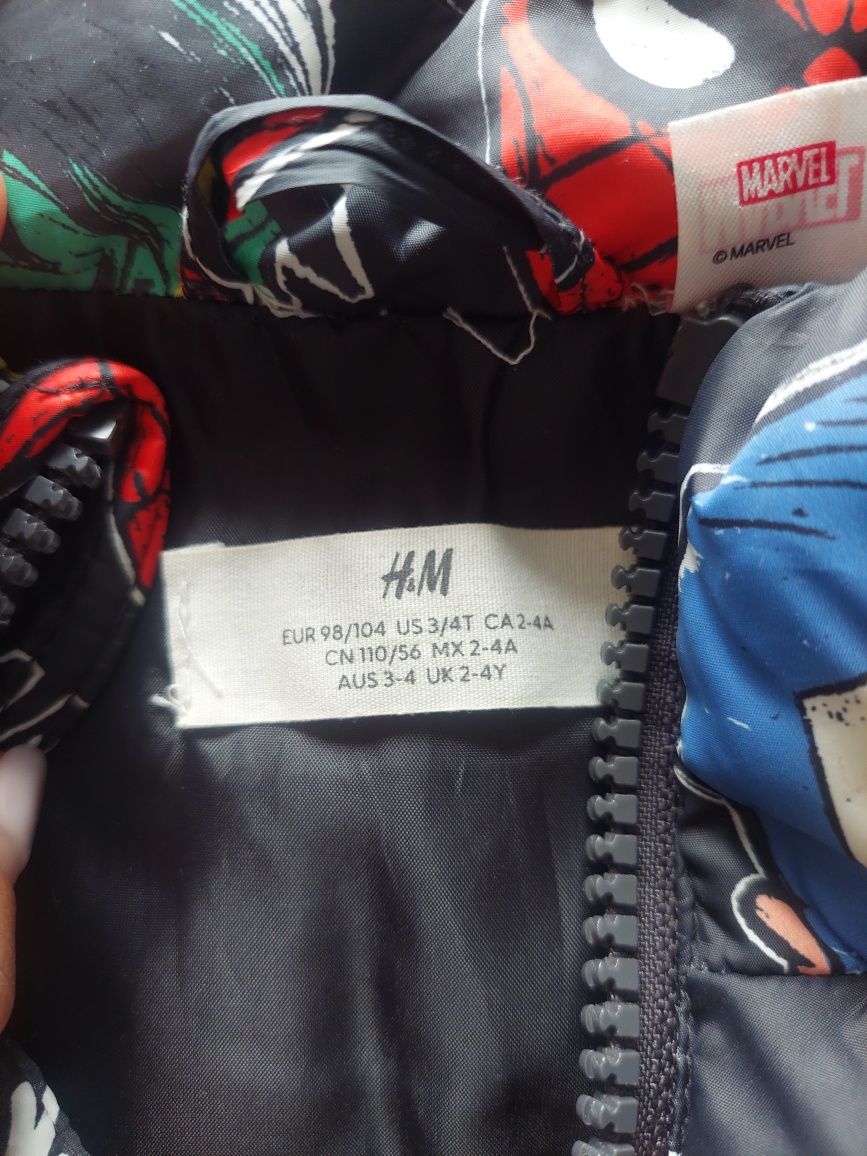 MARVEL
© MARVEL
H&M
EUR 98/104 US 3/4T CA 2-4A
CN 110/56 MX 2-4A
AUS 3-4 UK 2-4Y